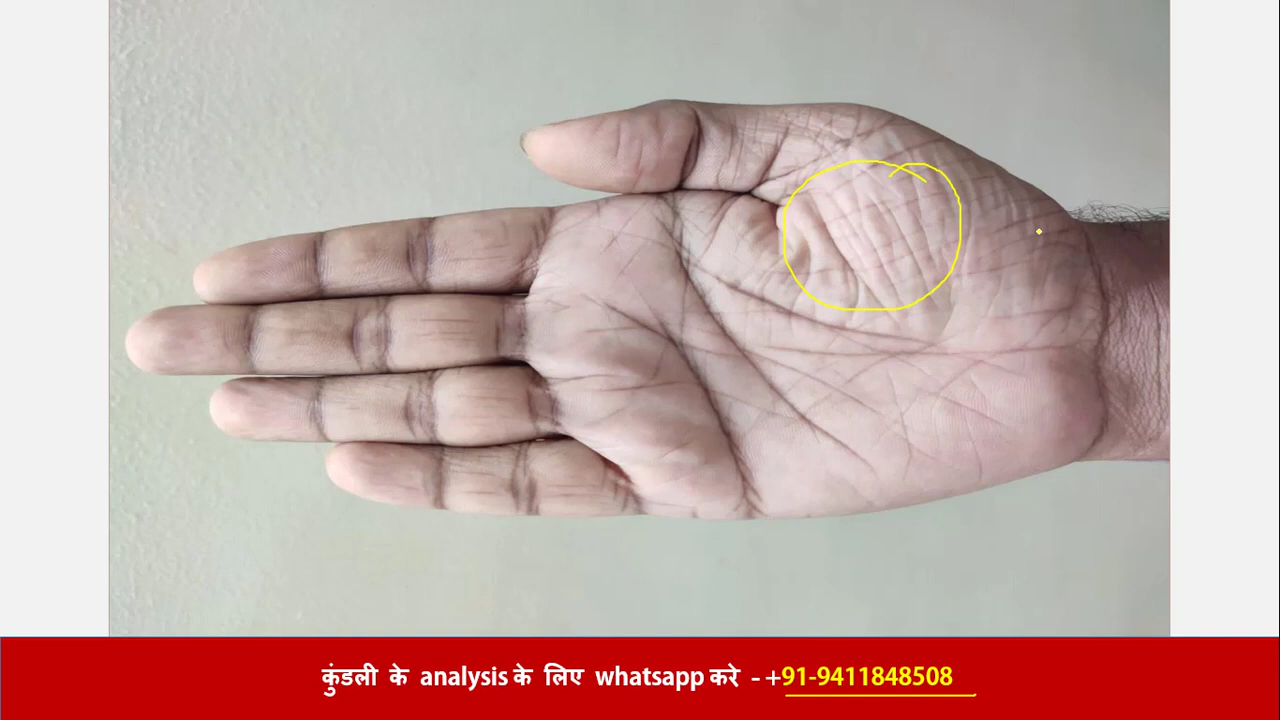 कुंडली के analysis के लिए whatsapp करे - +91-9411848508